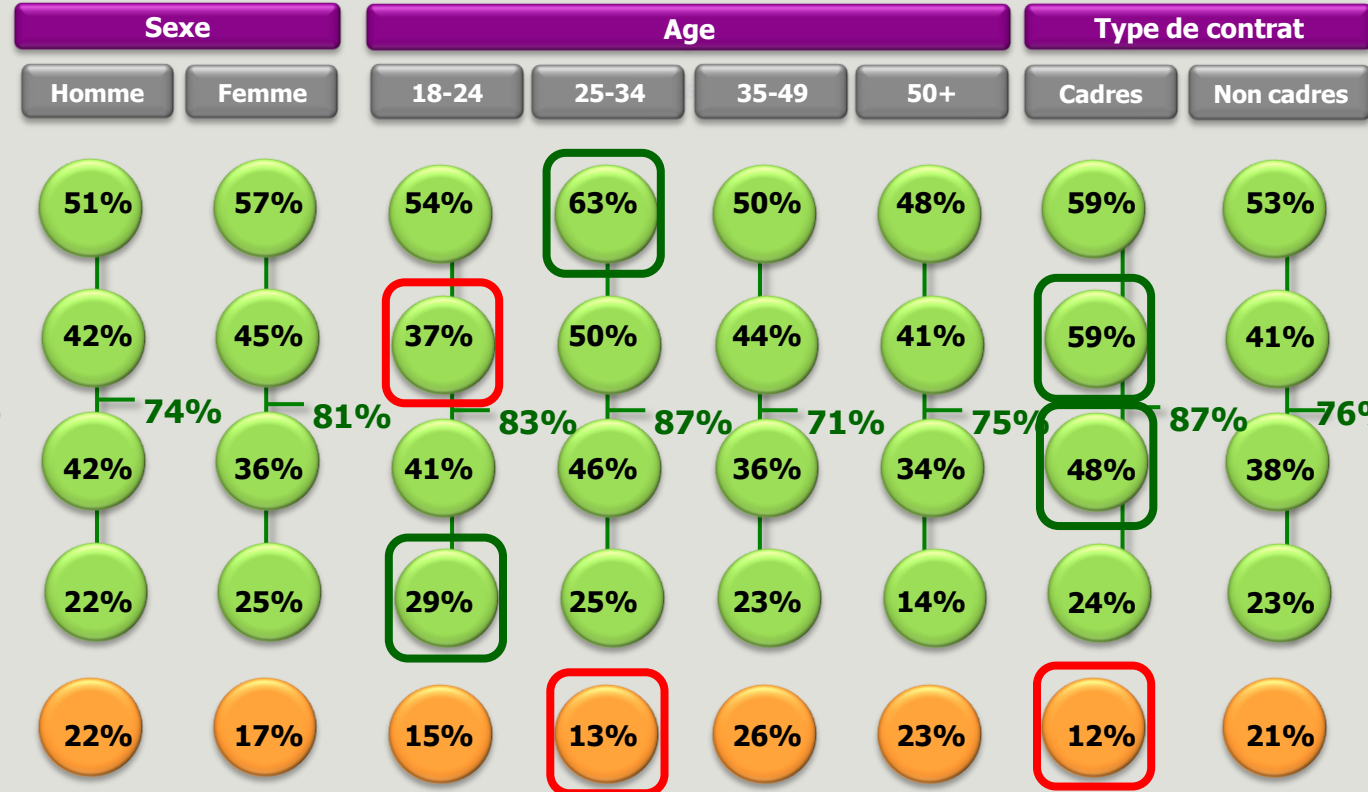 Sexe Age Type de contrat
Homme Femme 18-24 25-34 35-49 50+ Cadres Non cadres
51% 57% 54% 63% 50% 48% 59% 53%
42% 45% 37% 50% 44% 41% 59% 41%
74% 81% 83% 87% 71% 75% 87% 76%
42% 36% 41% 46% 36% 34% 48% 38%
22% 25% 29% 25% 23% 14% 24% 23%
22% 17% 15% 13% 26% 23% 12% 21%